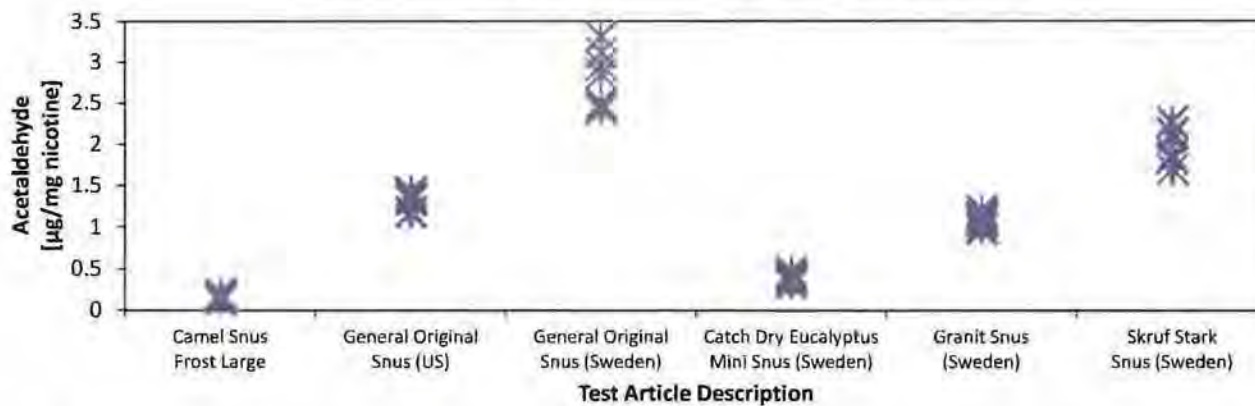 Acetaldehyde
[µg/mg nicotine]
3.5
3
2.5
2
1.5
1
0.5
0
Camel Snus
Frost Large
General Original
Snus (US)
General Original
Snus (Sweden)
Catch Dry Eucalyptus
Mini Snus (Sweden)
Granit Snus
(Sweden)
Skruf Stark
Snus (Sweden)
Test Article Description